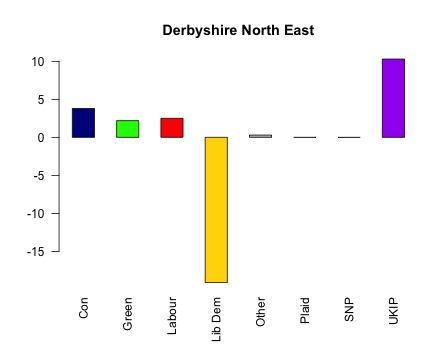 Derbyshire North East
10
5
0
-5
-10
-15
Con
Green
Labour
Lib Dem
Other
Plaid
SNP
UKIP